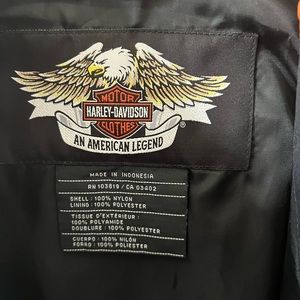 MOTOR
HARLEY-DAVIDSON
CLOTHES
AN AMERICAN LEGEND
MADE IN INDONESIA
RN 103819 / CA 03402
SHELL : 100% NYLON
LINING : 100% POLYESTER
TISSUE D'EXTÉRIEUR :
100% POLYAMIDE
DOUBLURE : 100% POLYESTER
CUERPO : 100% NILÓN
FORRO : 100% POLIESTER